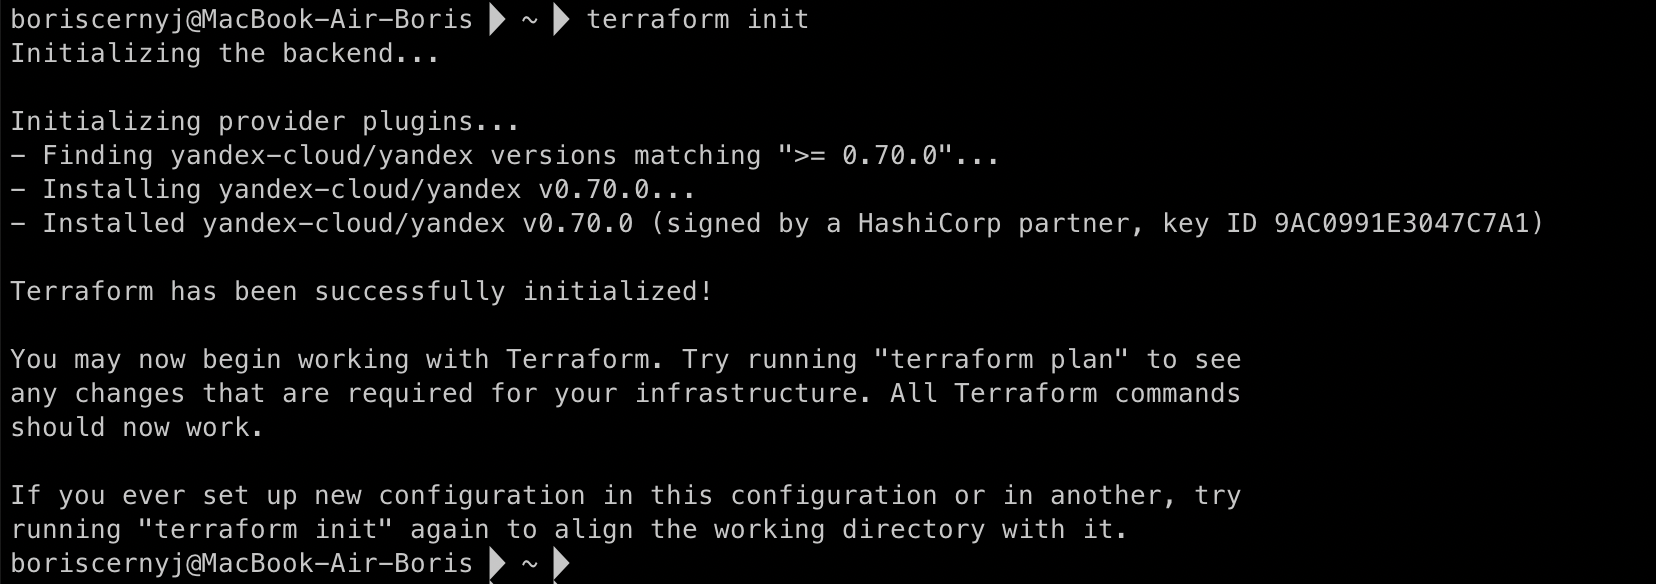 boriscernyj@MacBook-Air-Boris ~ terraform init
Initializing the backend...
Initializing provider plugins...
- Finding yandex-cloud/yandex versions matching ">= 0.70.0"...
- Installing yandex-cloud/yandex v0.70.0...
- Installed yandex-cloud/yandex v0.70.0 (signed by a HashiCorp partner, key ID 9AC0991E3047C7A1)
Terraform has been successfully initialized!
You may now begin working with Terraform. Try running "terraform plan" to see
any changes that are required for your infrastructure. All Terraform commands
should now work.
If you ever set up new configuration in this configuration or in another, try
running "terraform init" again to align the working directory with it.
boriscernyj@MacBook-Air-Boris ~